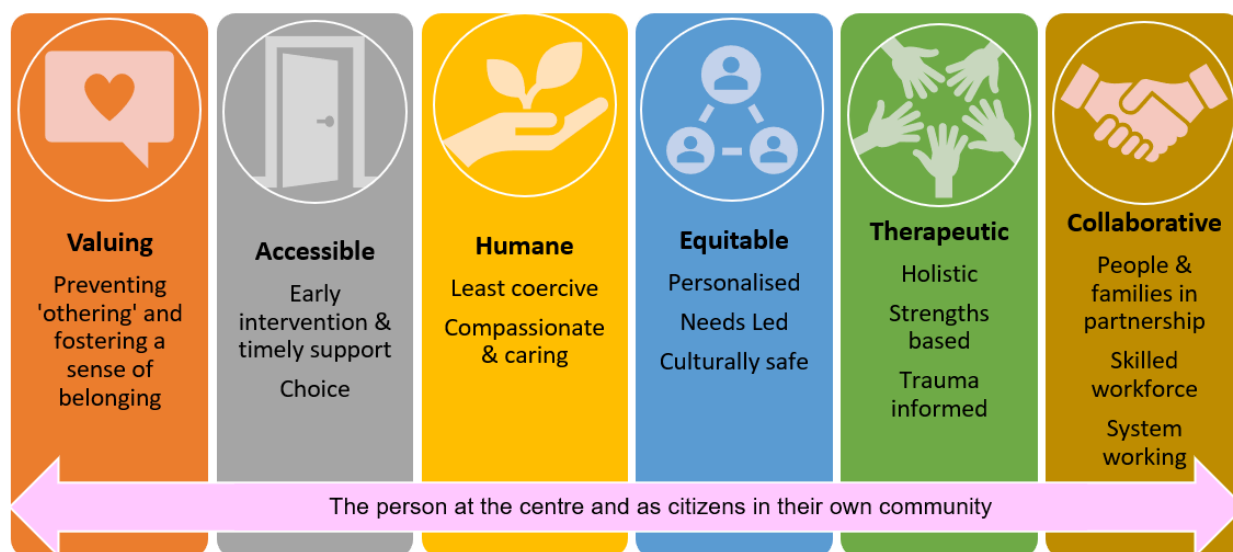 Valuing
Preventing
'othering' and
fostering a
sense of
belonging
Accessible
Early
intervention &
timely support
Choice
Humane
Least coercive
Compassionate
& caring
Equitable
Personalised
Needs Led
Culturally safe
Therapeutic
Holistic
Strengths
based
Trauma
informed
Collaborative
People &
families in
partnership
Skilled
workforce
System
working
The person at the centre and as citizens in their own community